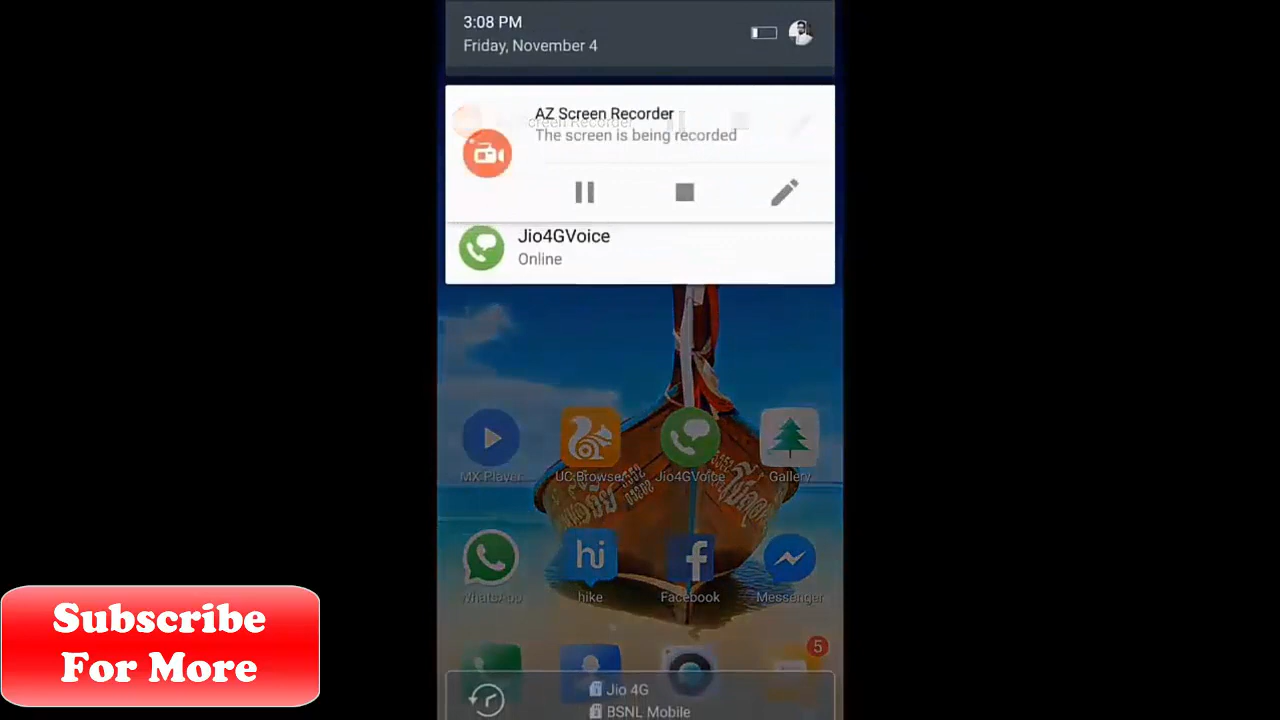 3:08 PM
Friday, November 4
AZ Screen Recorder
The screen is being recorded
Jio4GVoice
Online
MX Player
UC Browser
Jio4GVoice
Gallery
WhatsApp
hi
hike
Facebook
Messenger
5
Jio 4G
BSNL Mobile
Subscribe
For More